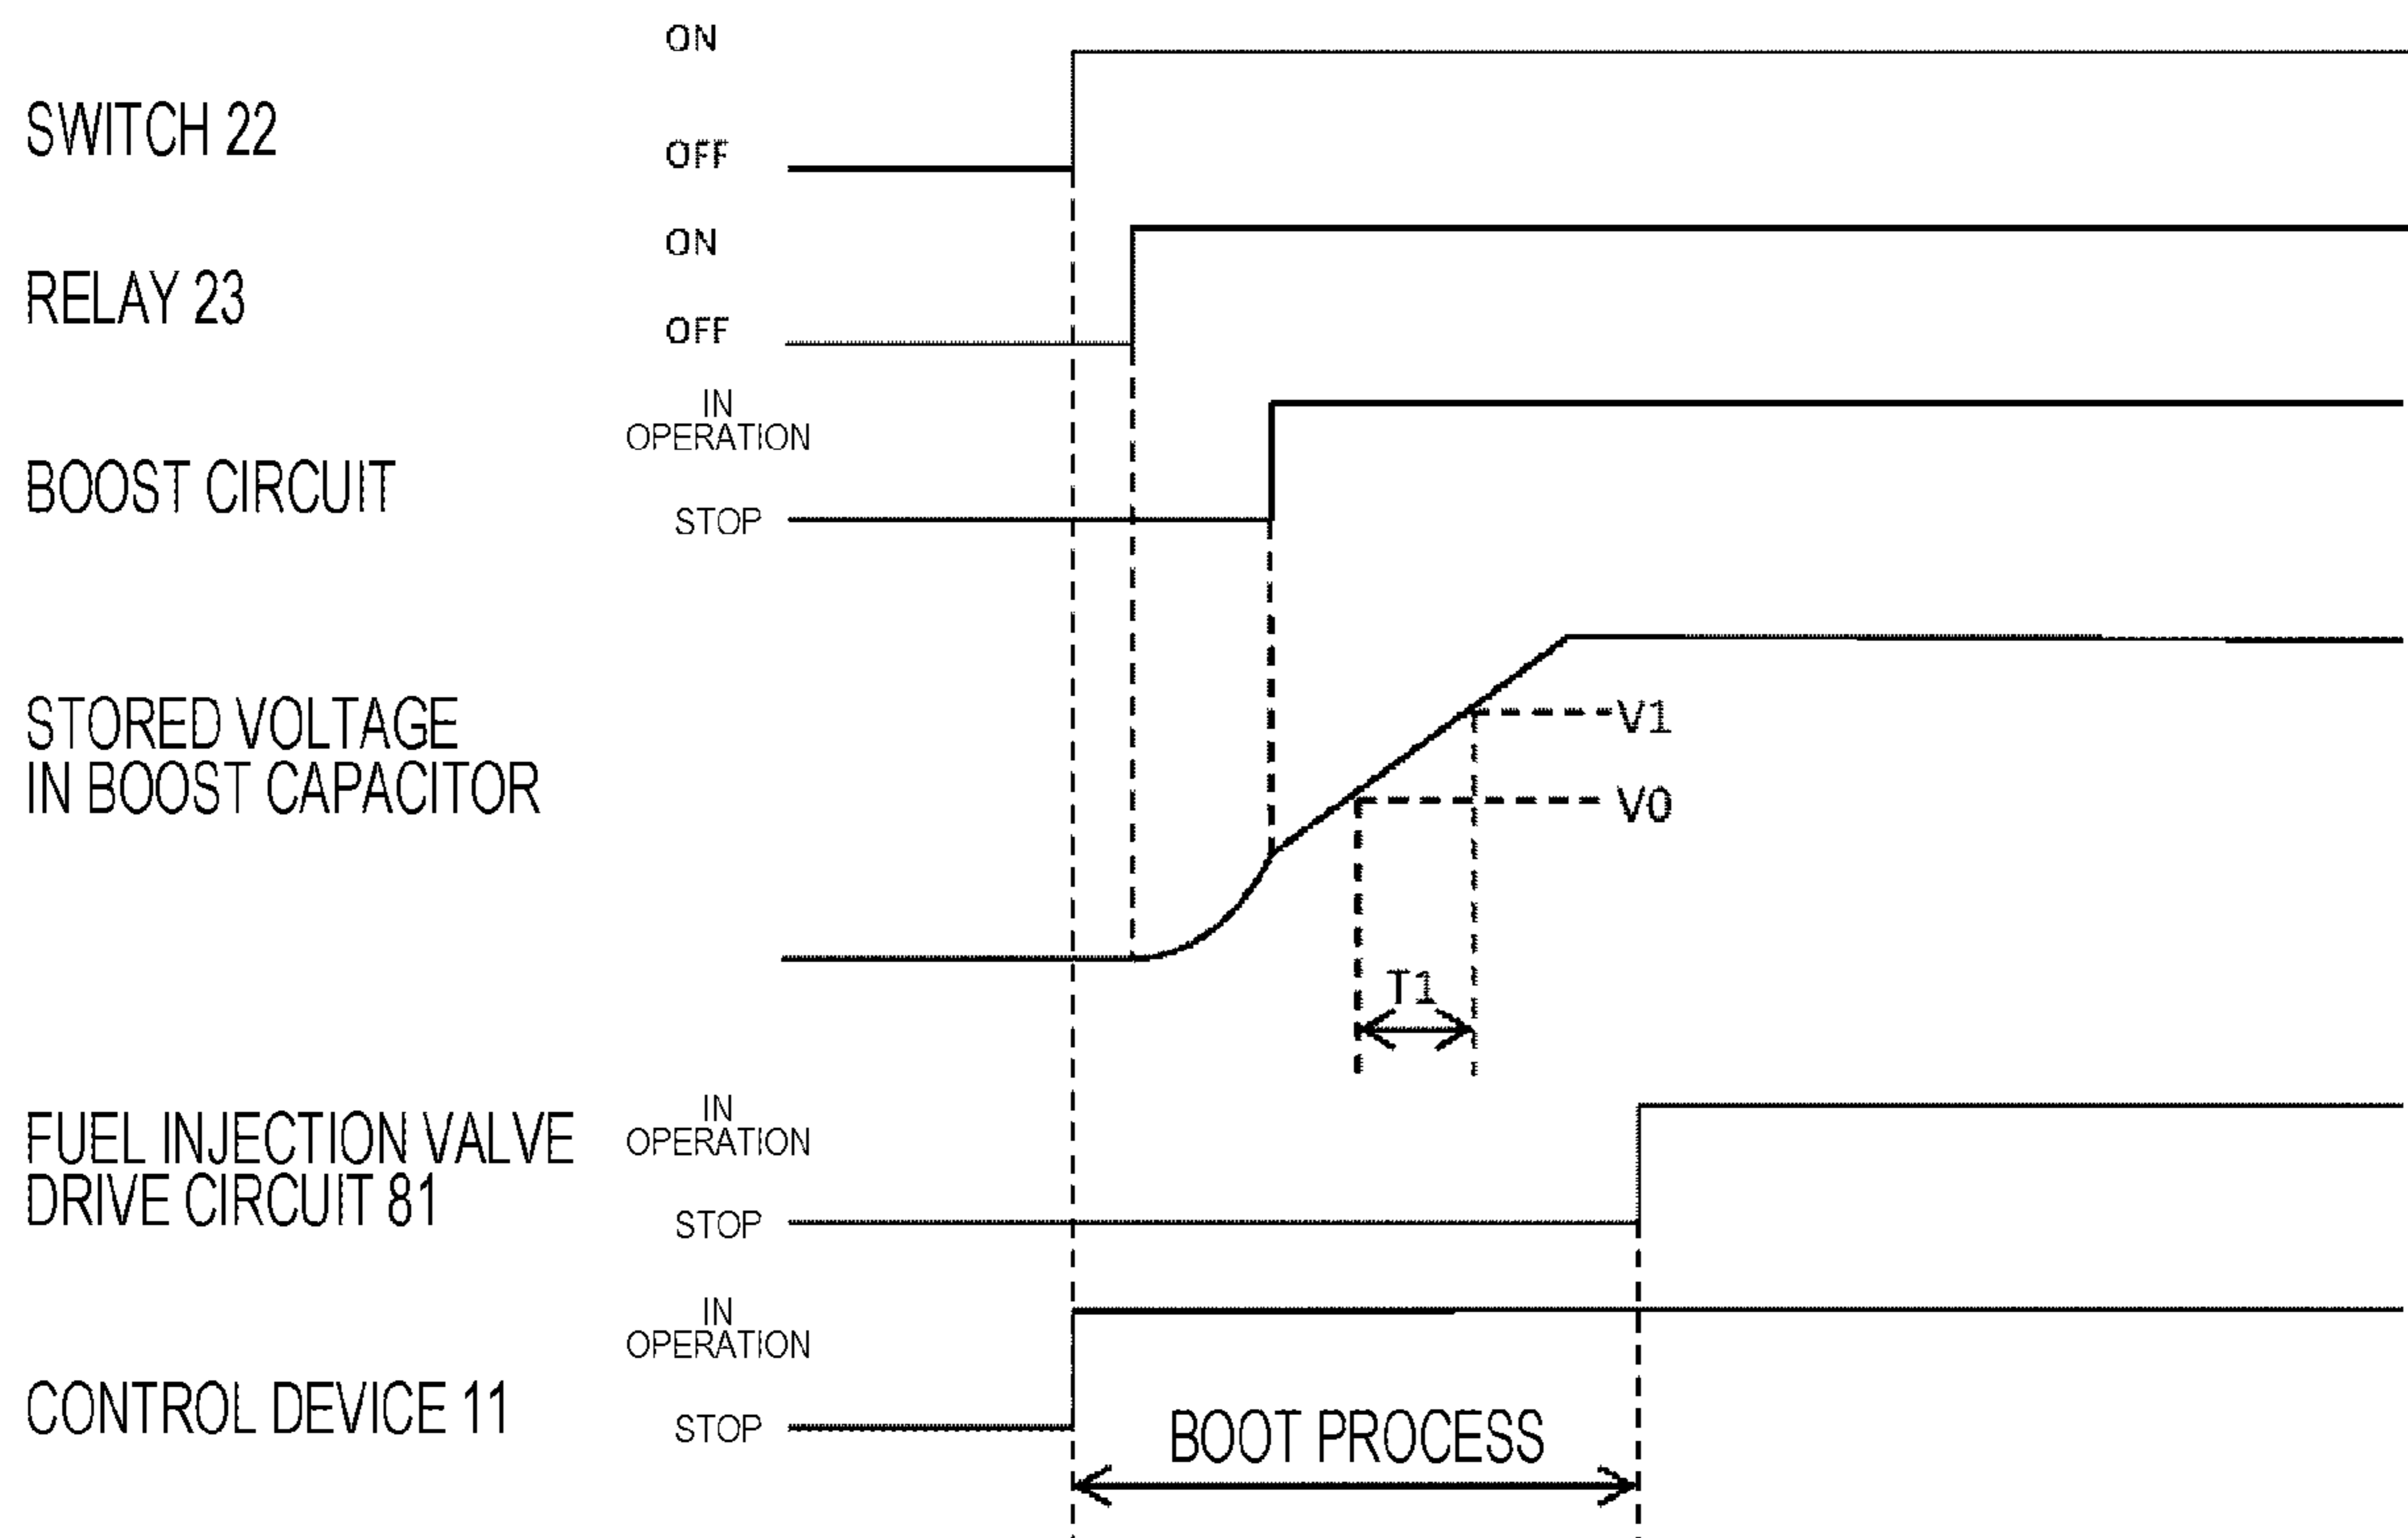 ON
SWITCH 22
OFF
ON
RELAY 23
OFF
IN
OPERATION
BOOST CIRCUIT
STOP
STORED VOLTAGE
IN BOOST CAPACITOR
V1
V0
T1
IN
OPERATION
FUEL INJECTION VALVE
DRIVE CIRCUIT 81
STOP
IN
OPERATION
CONTROL DEVICE 11
STOP
BOOT PROCESS